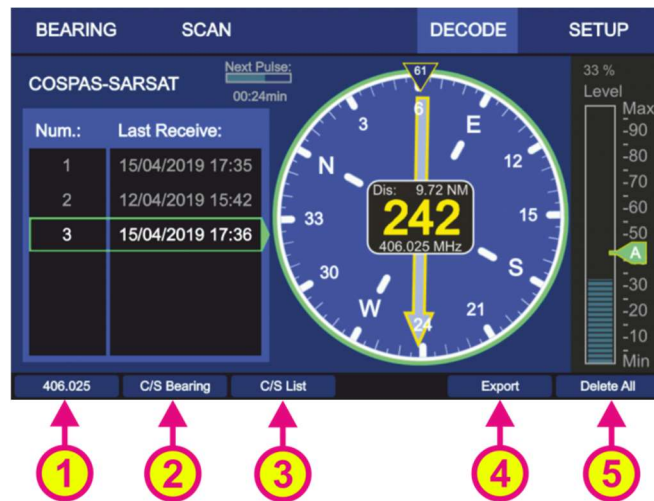 BEARING SCAN DECODE SETUP
COSPAS-SARSAT
Next Pulse:
00:24min
Num.: Last Receive:
1 15/04/2019 17:35
2 12/04/2019 15:42
3 15/04/2019 17:36
61
6
3
E
N
12
33
15
30
S
W
21
24
Dis: 9.72 NM
242
406.025 MHz
33 %
Level
Max
-90
-80
-70
-60
-50
A
-30
-20
-10
Min
406.025 C/S Bearing C/S List Export Delete All
1 2 3 4 5